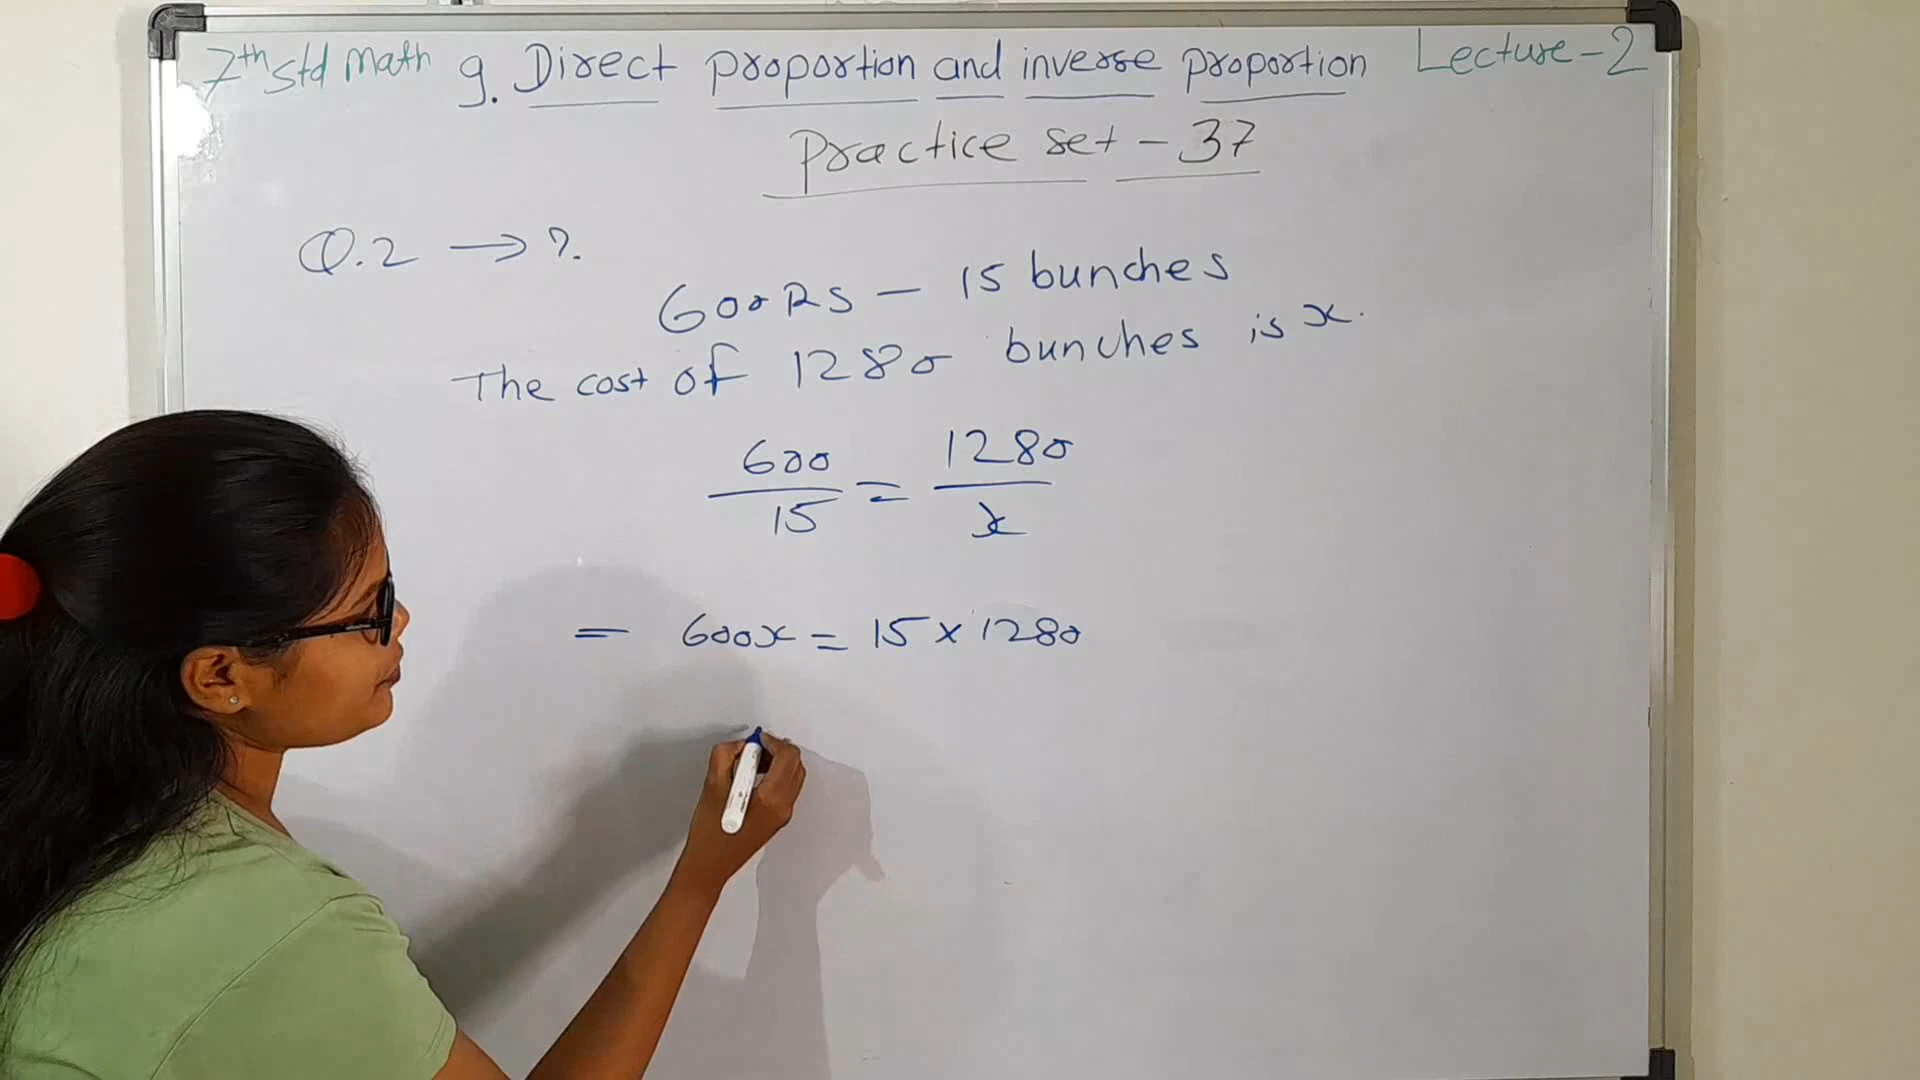 7th std Math 9. Direct proportion and inverse proportion Lecture-2
Practice set - 37
Q.2 → ?.
600 RS - 15 bunches
The cost of 1280 bunches is x.
600/15 = 1280/x
= 600x = 15 × 1280